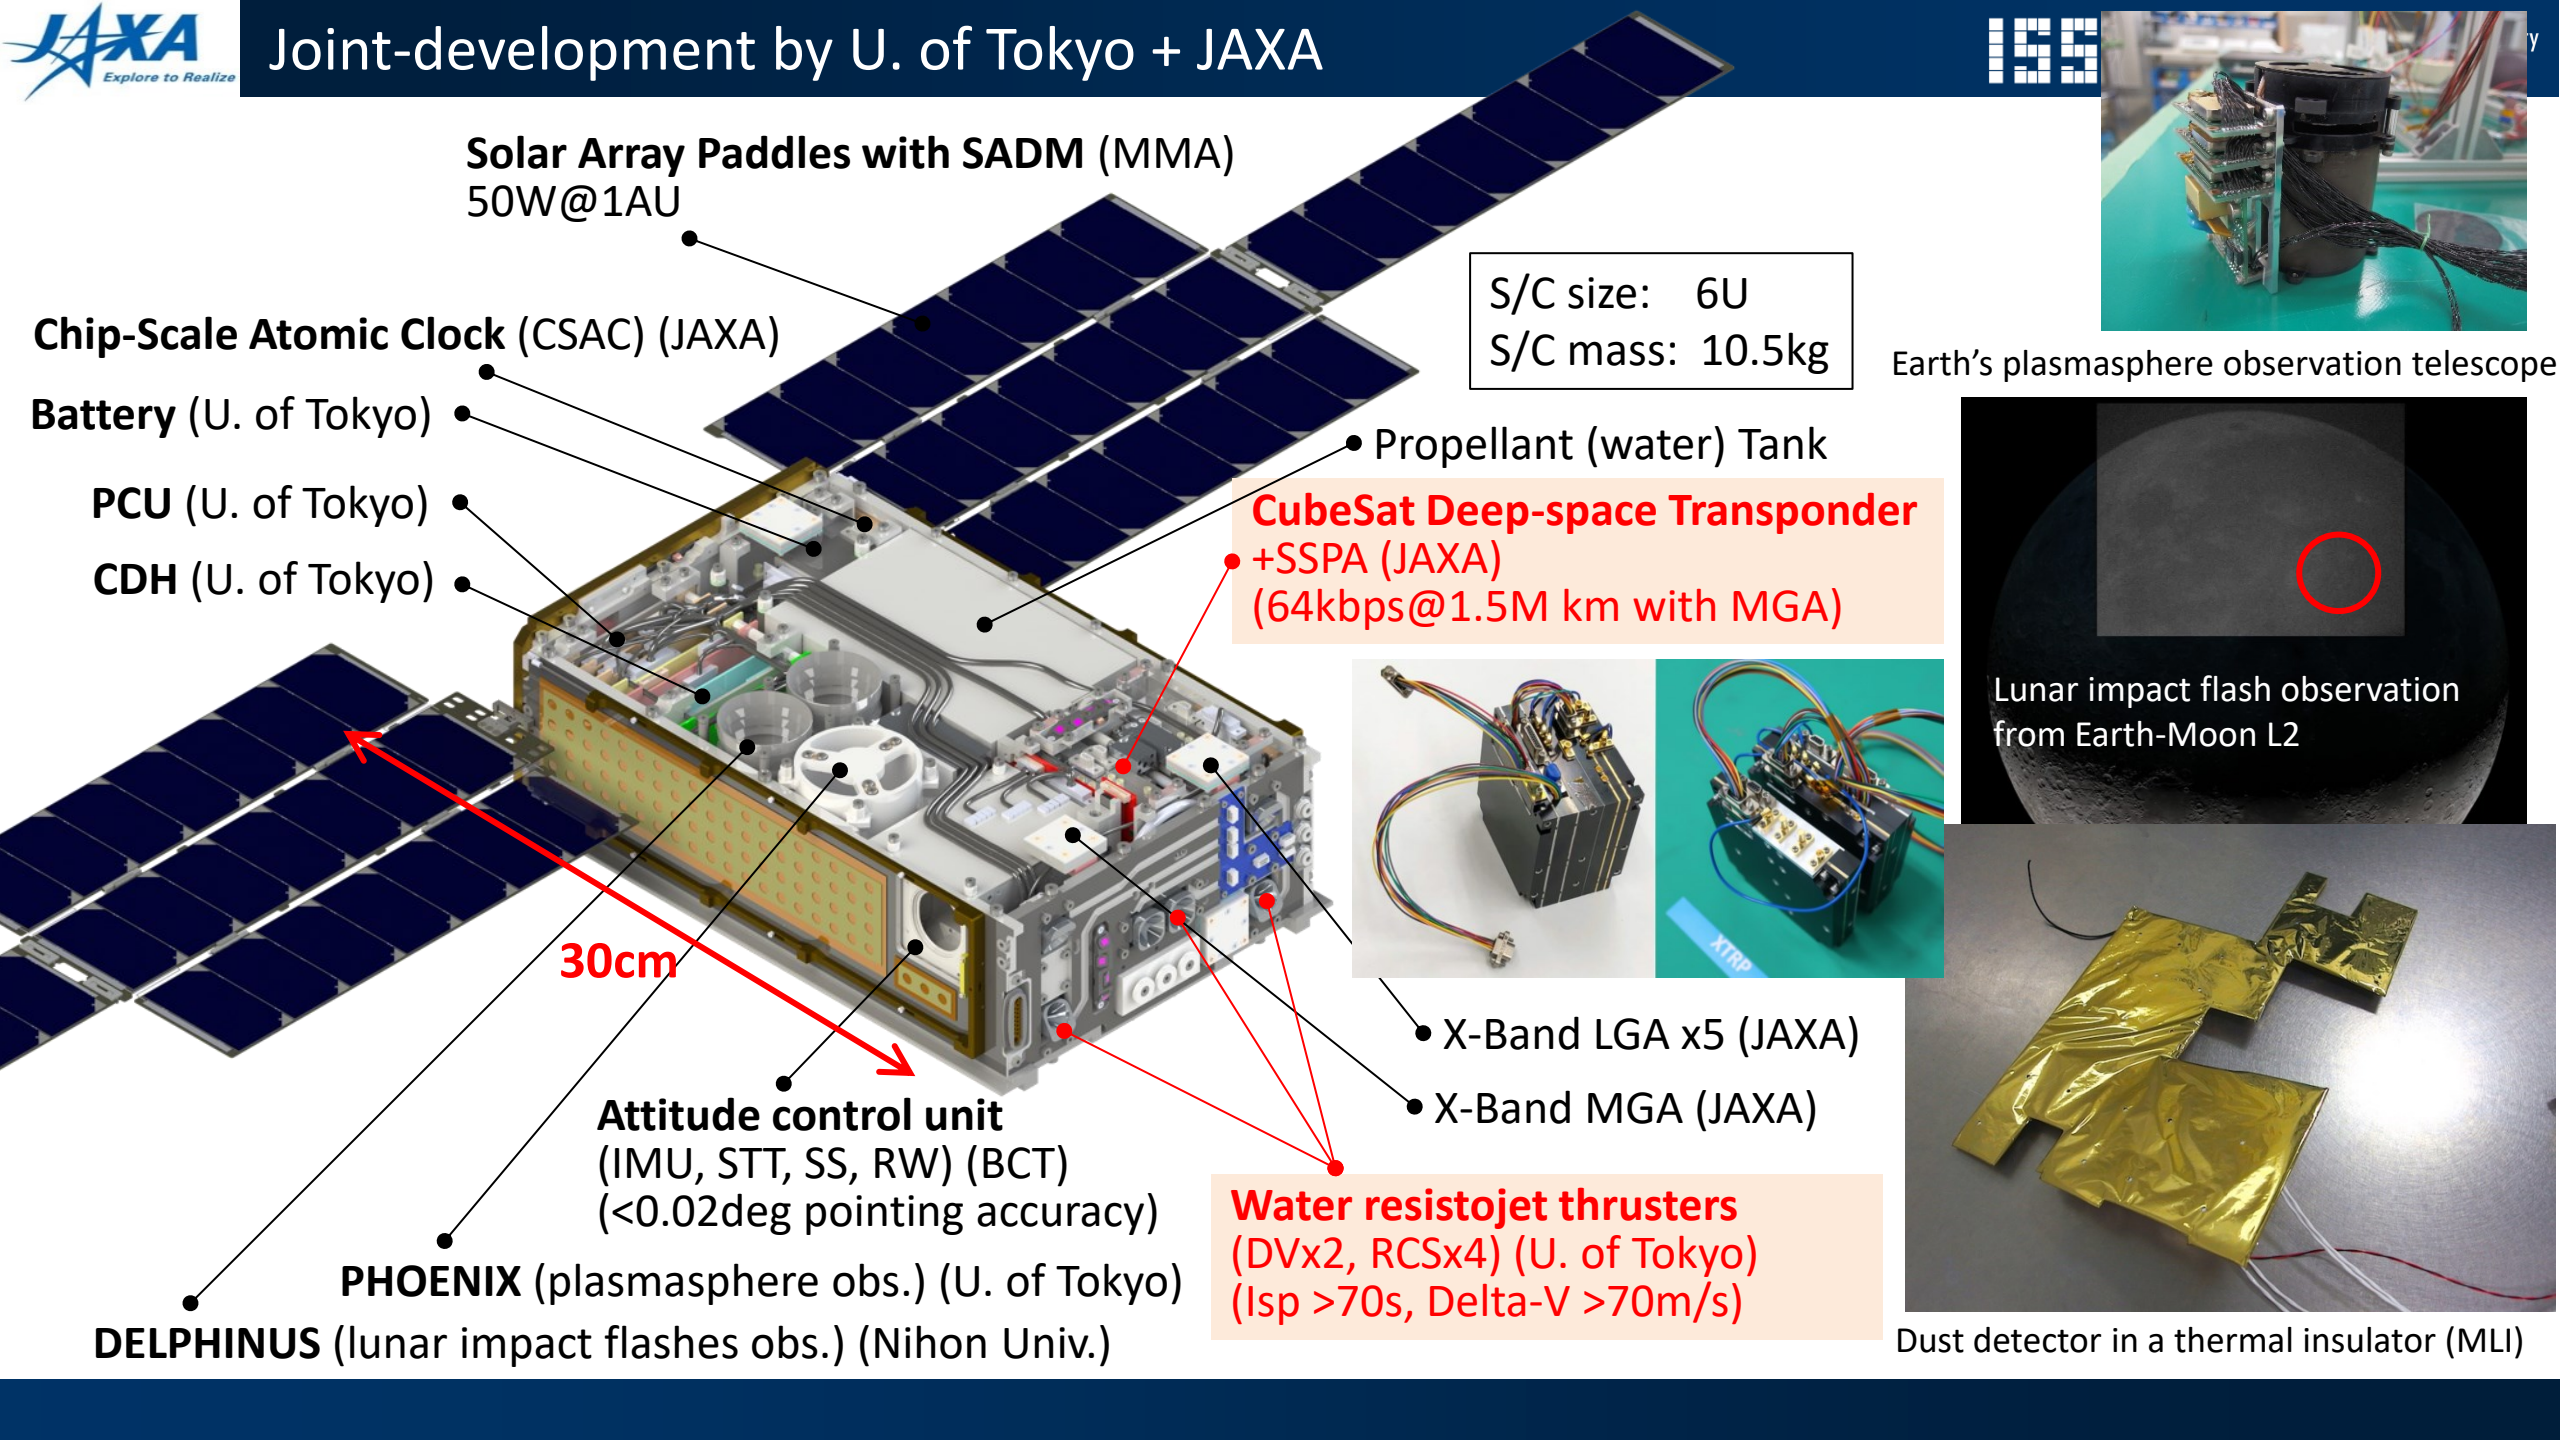 JAXA
Explore to Realize
Joint-development by U. of Tokyo + JAXA
ISS
Solar Array Paddles with SADM (MMA)
50W@1AU
Chip-Scale Atomic Clock (CSAC) (JAXA)
Battery (U. of Tokyo)
PCU (U. of Tokyo)
CDH (U. of Tokyo)
S/C size: 6U
S/C mass: 10.5kg
Earth’s plasmasphere observation telescope
Propellant (water) Tank
CubeSat Deep-space Transponder
+SSPA (JAXA)
(64kbps@1.5M km with MGA)
Lunar impact flash observation
from Earth-Moon L2
XTRP
30cm
X-Band LGA x5 (JAXA)
X-Band MGA (JAXA)
Attitude control unit
(IMU, STT, SS, RW) (BCT)
(<0.02deg pointing accuracy)
Water resistojet thrusters
(DVx2, RCSx4) (U. of Tokyo)
(Isp >70s, Delta-V >70m/s)
PHOENIX (plasmasphere obs.) (U. of Tokyo)
DELPHINUS (lunar impact flashes obs.) (Nihon Univ.)
Dust detector in a thermal insulator (MLI)